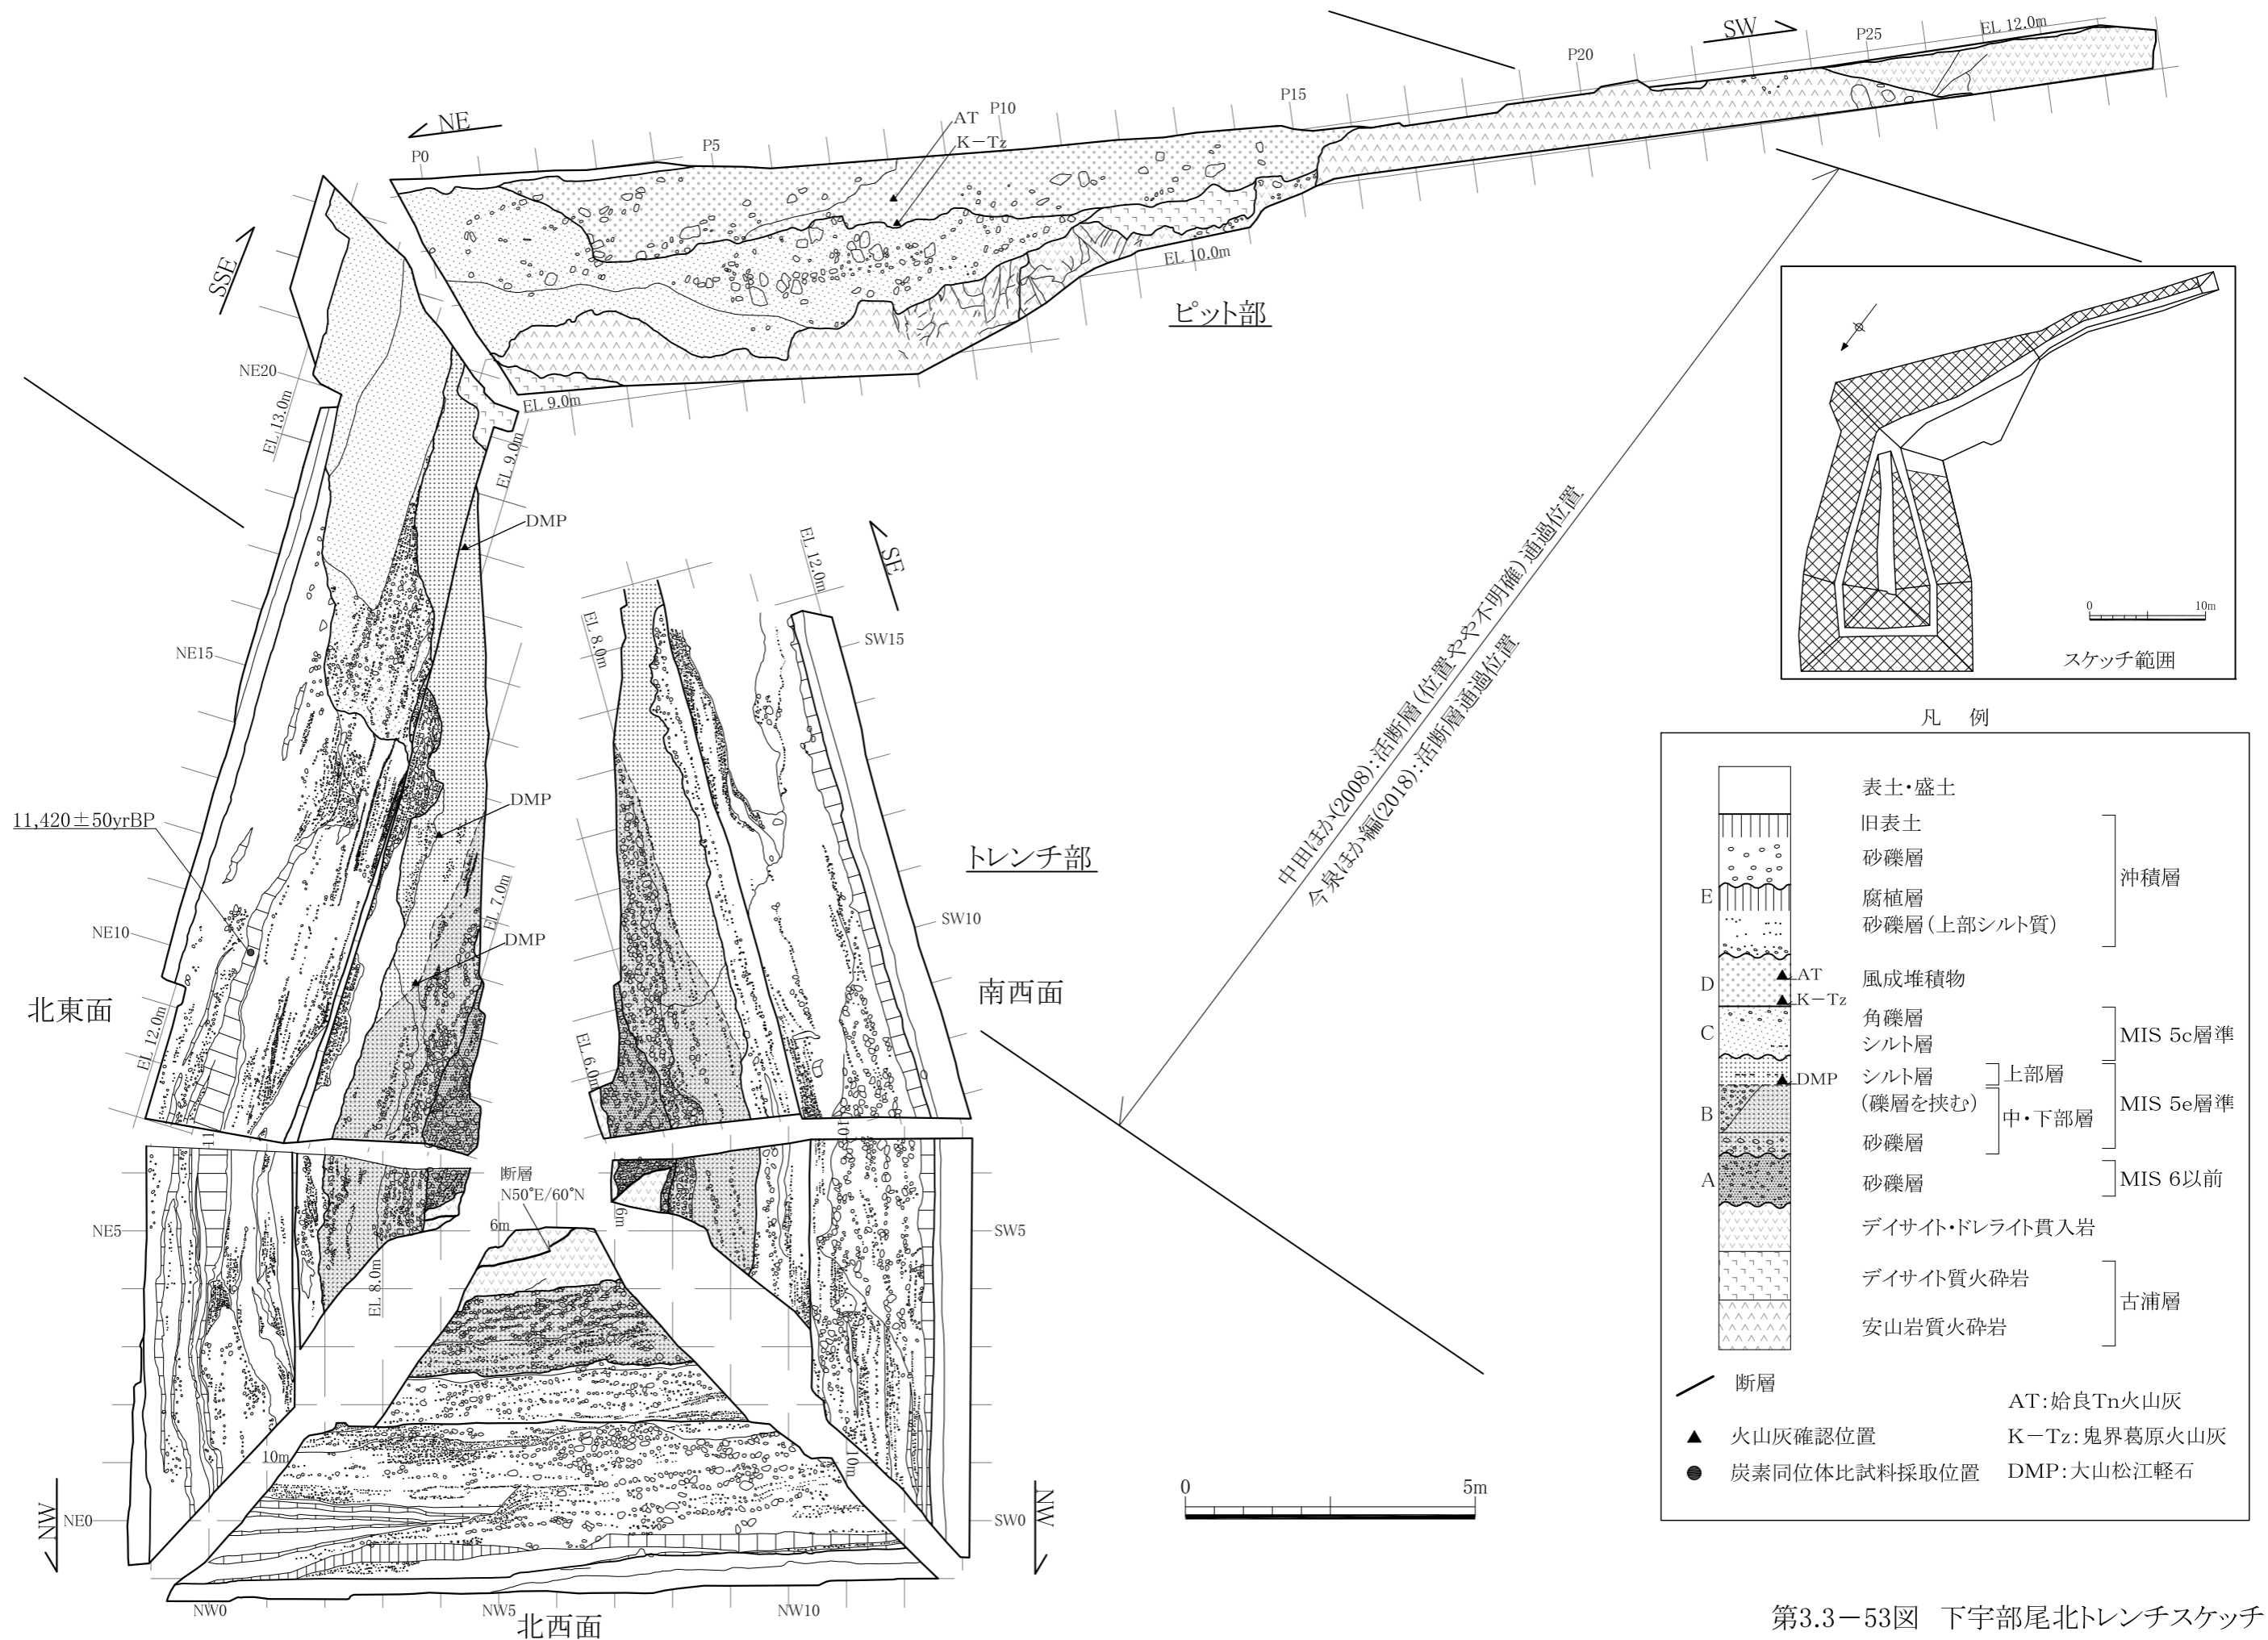 SW
P25
EL 12.0m
P20
P15
P10
AT
K－Tz
NE
P5
P0
EL 10.0m
ピット部
EL 9.0m
SSE
NE20
EL 13.0m
EL 9.0m
DMP
SE
EL 12.0m
EL 8.0m
SW15
NE15
DMP
11,420±50yrBP
トレンチ部
EL 7.0m
SW10
NE10
DMP
北東面
南西面
EL 12.0m
EL 6.0m
中田ほか(2008):活断層(位置やや不明確)通過位置
今泉ほか編(2018):活断層通過位置
断層
N50°E/60°N
6m
6m
NE5
SW5
EL 8.0m
10m
10m
NW
NE0
SW0
NW
NW0
NW5
NW10
北西面
0
5m
0
10m
スケッチ範囲
凡　例
表土・盛土
旧表土
砂礫層
沖積層
E
腐植層
砂礫層(上部シルト質)
D
AT
K－Tz
風成堆積物
C
角礫層
シルト層
MIS 5c層準
B
DMP
シルト層
(礫層を挟む)
上部層
中・下部層
砂礫層
MIS 5e層準
A
砂礫層
MIS 6以前
デイサイト・ドレライト貫入岩
デイサイト質火砕岩
安山岩質火砕岩
古浦層
断層
火山灰確認位置
炭素同位体比試料採取位置
AT:姶良Tn火山灰
K－Tz:鬼界葛原火山灰
DMP:大山松江軽石
第3.3－53図　下宇部尾北トレンチスケッチ